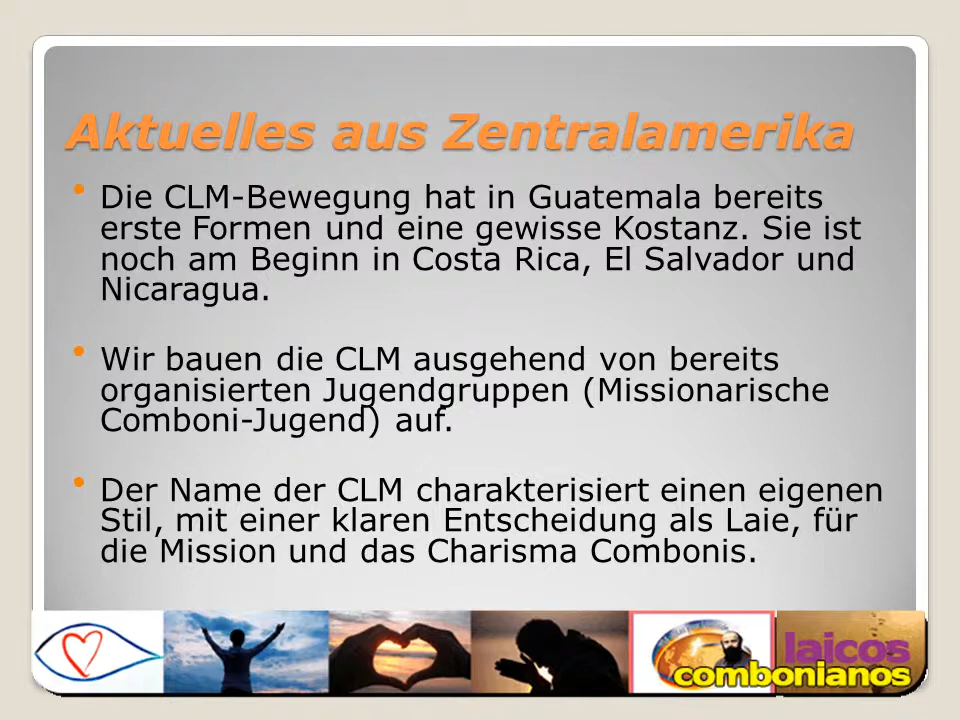 Aktuelles aus Zentralamerika
• Die CLM-Bewegung hat in Guatemala bereits
erste Formen und eine gewisse Kostanz. Sie ist
noch am Beginn in Costa Rica, El Salvador und
Nicaragua.
• Wir bauen die CLM ausgehend von bereits
organisierten Jugendgruppen (Missionarische
Comboni-Jugend) auf.
• Der Name der CLM charakterisiert einen eigenen
Stil, mit einer klaren Entscheidung als Laie, für
die Mission und das Charisma Combonis.
laicos
combonianos